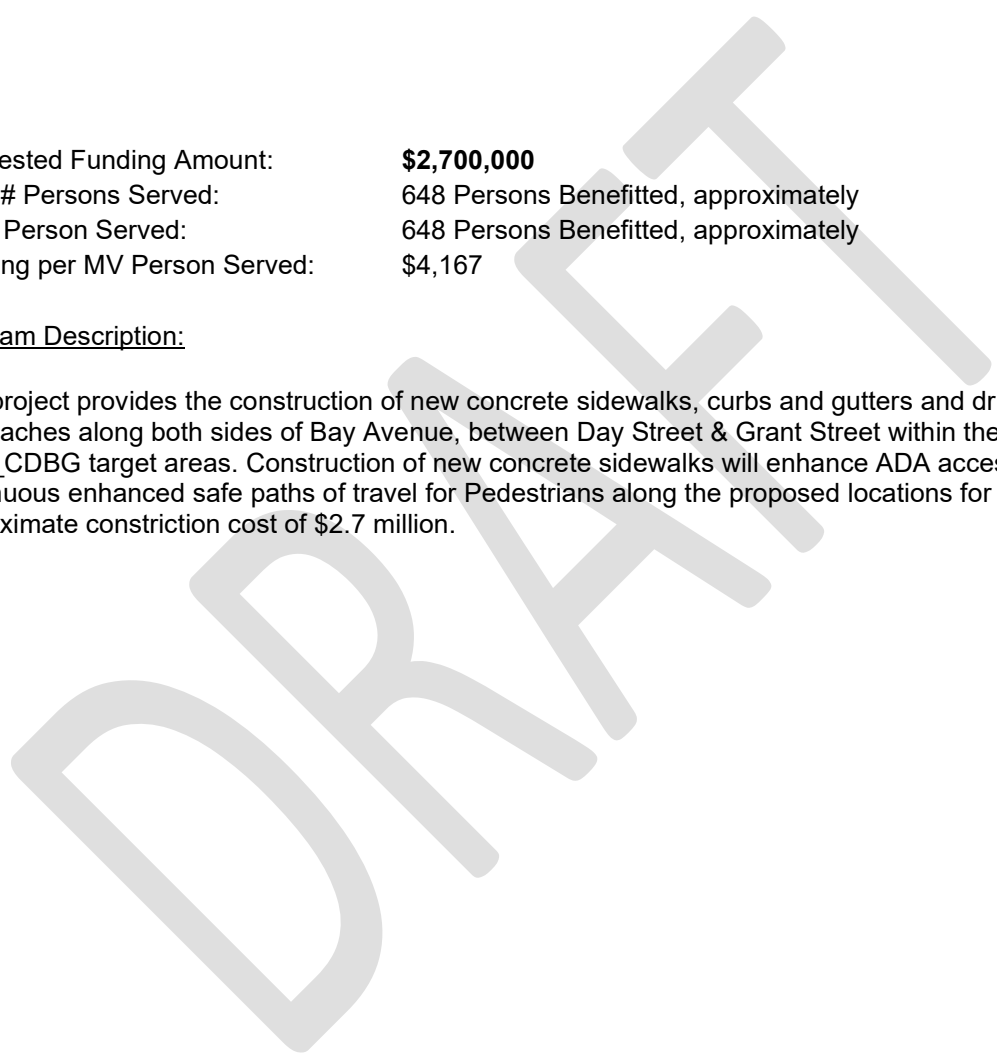 ested Funding Amount: $2,700,000
# Persons Served: 648 Persons Benefitted, approximately
Person Served: 648 Persons Benefitted, approximately
ng per MV Person Served: $4,167
am Description:
project provides the construction of new concrete sidewalks, curbs and gutters and dr
aches along both sides of Bay Avenue, between Day Street & Grant Street within the
_CDBG target areas. Construction of new concrete sidewalks will enhance ADA acces
nuous enhanced safe paths of travel for Pedestrians along the proposed locations for
ximate constriction cost of $2.7 million.
DRAFT